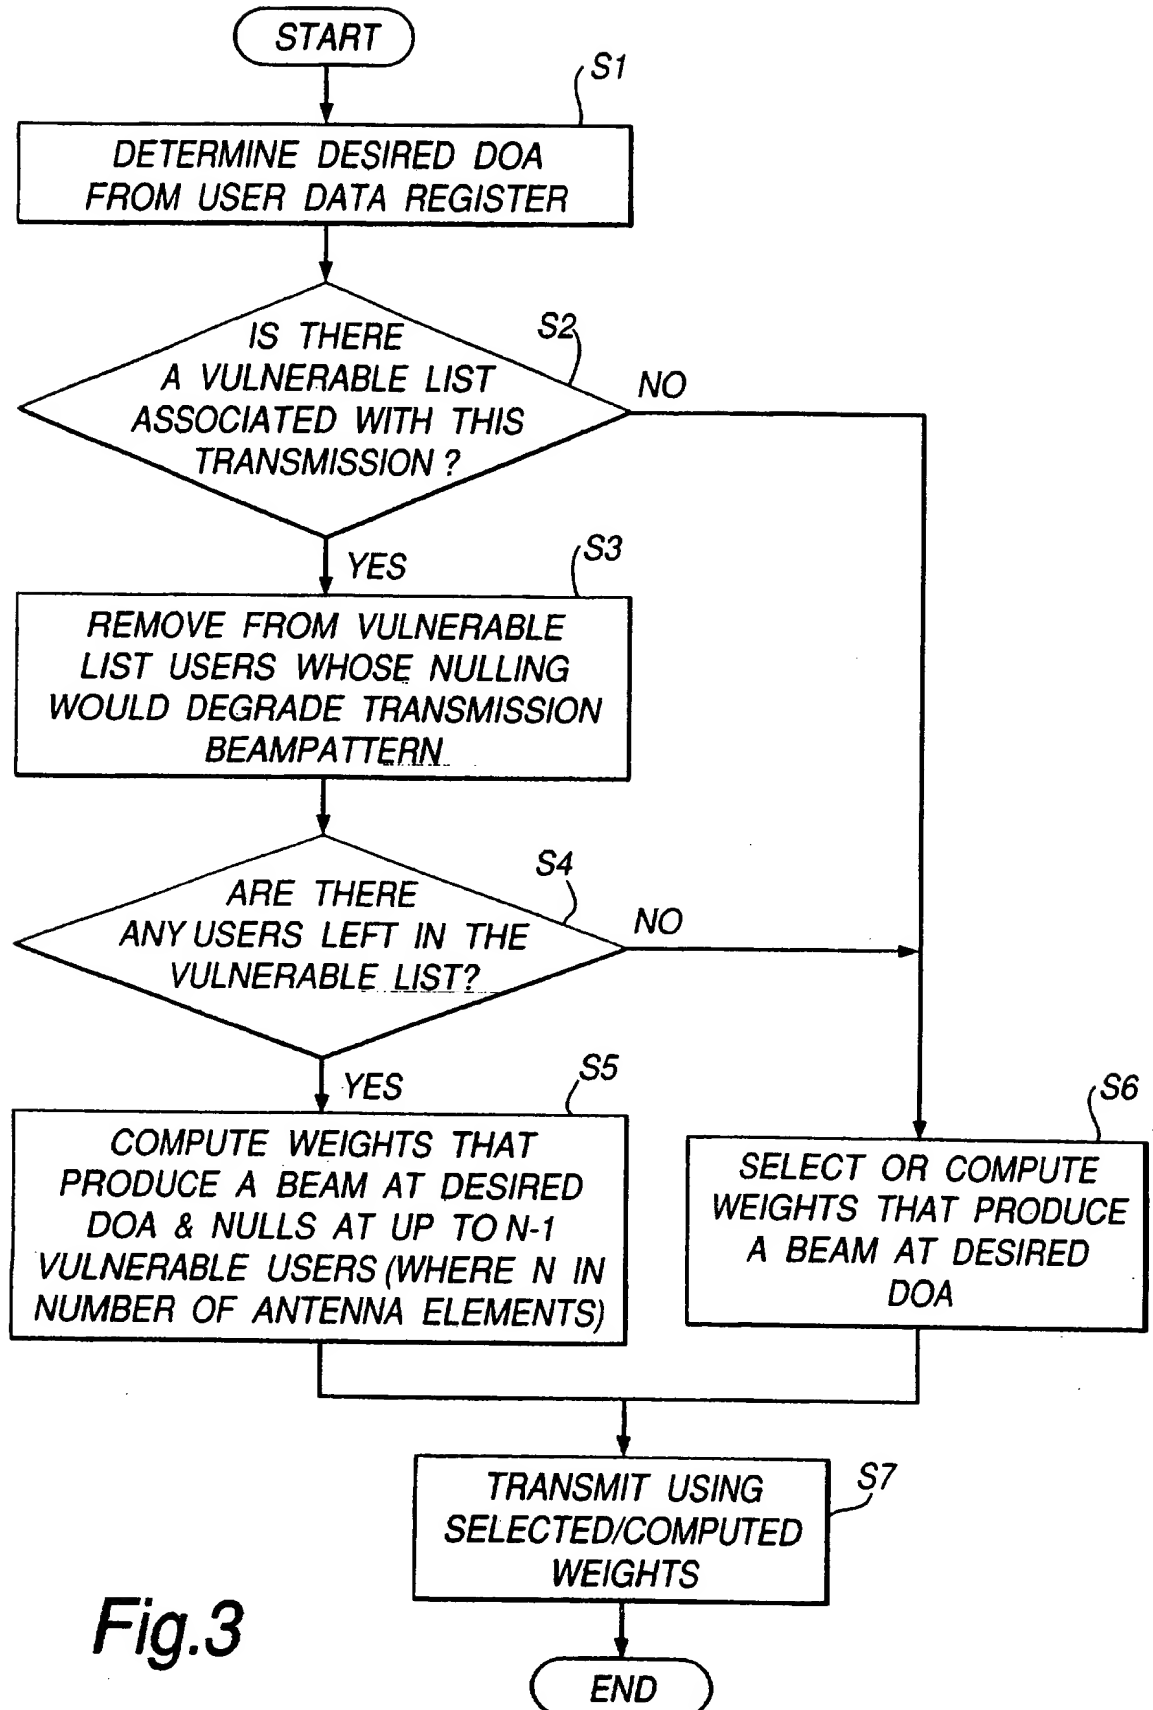 START
S1
DETERMINE DESIRED DOA
FROM USER DATA REGISTER
S2
IS THERE
A VULNERABLE LIST
ASSOCIATED WITH THIS
TRANSMISSION ?
NO
YES
S3
REMOVE FROM VULNERABLE
LIST USERS WHOSE NULLING
WOULD DEGRADE TRANSMISSION
BEAMPATTERN
S4
ARE THERE
ANY USERS LEFT IN THE
VULNERABLE LIST?
NO
YES
S5
COMPUTE WEIGHTS THAT
PRODUCE A BEAM AT DESIRED
DOA & NULLS AT UP TO N-1
VULNERABLE USERS (WHERE N IN
NUMBER OF ANTENNA ELEMENTS)
S6
SELECT OR COMPUTE
WEIGHTS THAT PRODUCE
A BEAM AT DESIRED
DOA
S7
TRANSMIT USING
SELECTED/COMPUTED
WEIGHTS
END
Fig.3